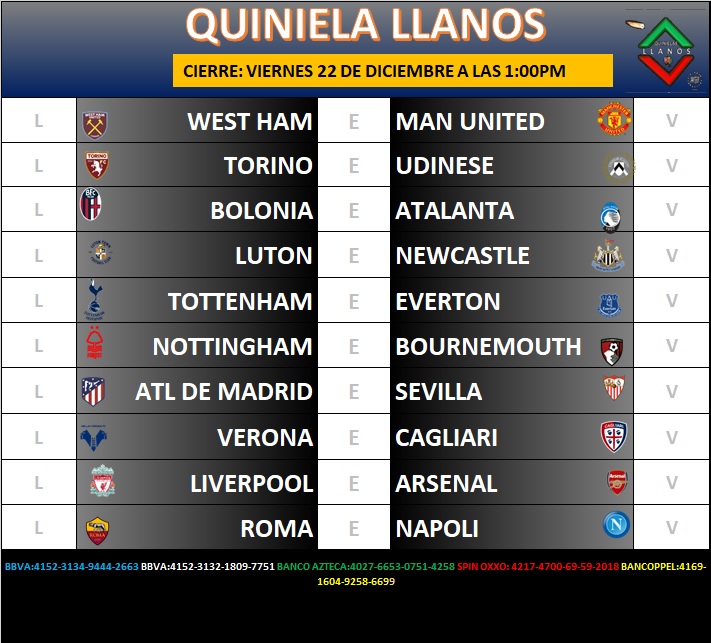 QUINIELA LLANOS
QUINIELAS
LLANOS
CIERRE: VIERNES 22 DE DICIEMBRE A LAS 1:00PM
L WEST HAM E MAN UNITED V
L TORINO E UDINESE V
L BOLONIA E ATALANTA V
L LUTON E NEWCASTLE V
L TOTTENHAM E EVERTON V
L NOTTINGHAM E BOURNEMOUTH V
L ATL DE MADRID E SEVILLA V
L VERONA E CAGLIARI V
L LIVERPOOL E ARSENAL V
L ROMA E NAPOLI V
BBVA:4152-3134-9444-2663 BBVA:4152-3132-1809-7751 BANCO AZTECA:4027-6653-0751-4258 SPIN OXXO: 4217-4700-69-59-2018 BANCOPPEL:4169-
1604-9258-6699